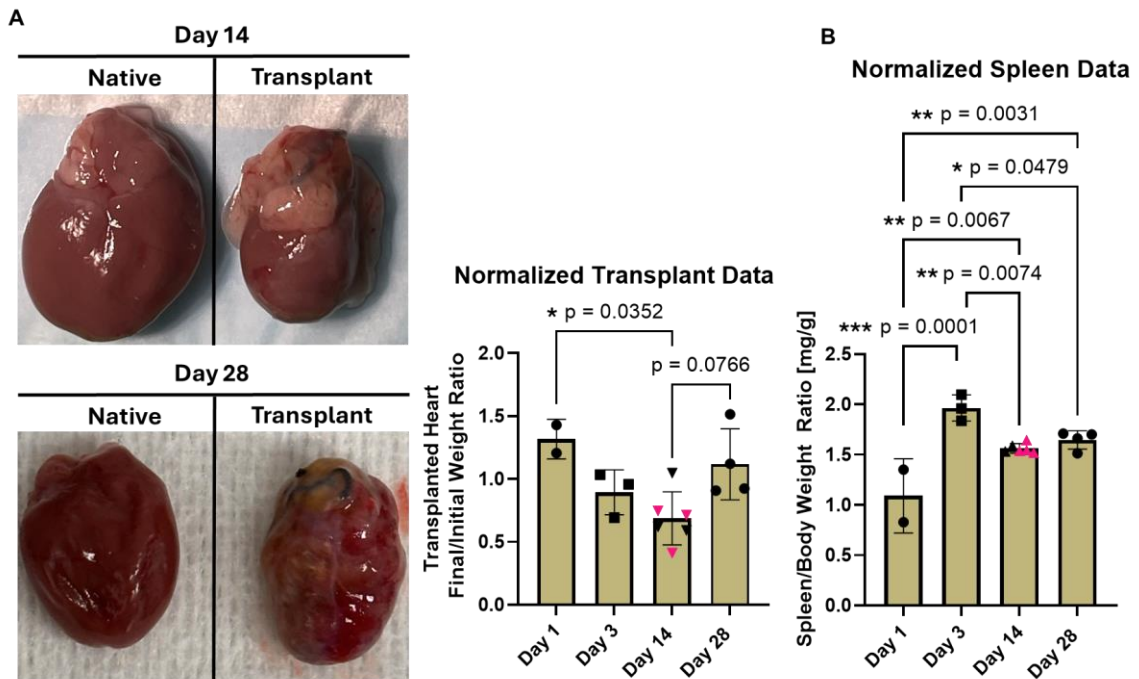 A
Day 14
Native Transplant
Day 28
Native Transplant
Normalized Transplant Data
* p = 0.0352
p = 0.0766
Transplanted Heart
Final/Initial Weight Ratio
2.0
1.5
1.0
0.5
0.0
Day 1 Day 3 Day 14 Day 28
B
Normalized Spleen Data
** p = 0.0031
* p = 0.0479
** p = 0.0067
** p = 0.0074
*** p = 0.0001
Spleen/Body Weight Ratio [mg/g]
2.5
2.0
1.5
1.0
0.5
0.0
Day 1 Day 3 Day 14 Day 28